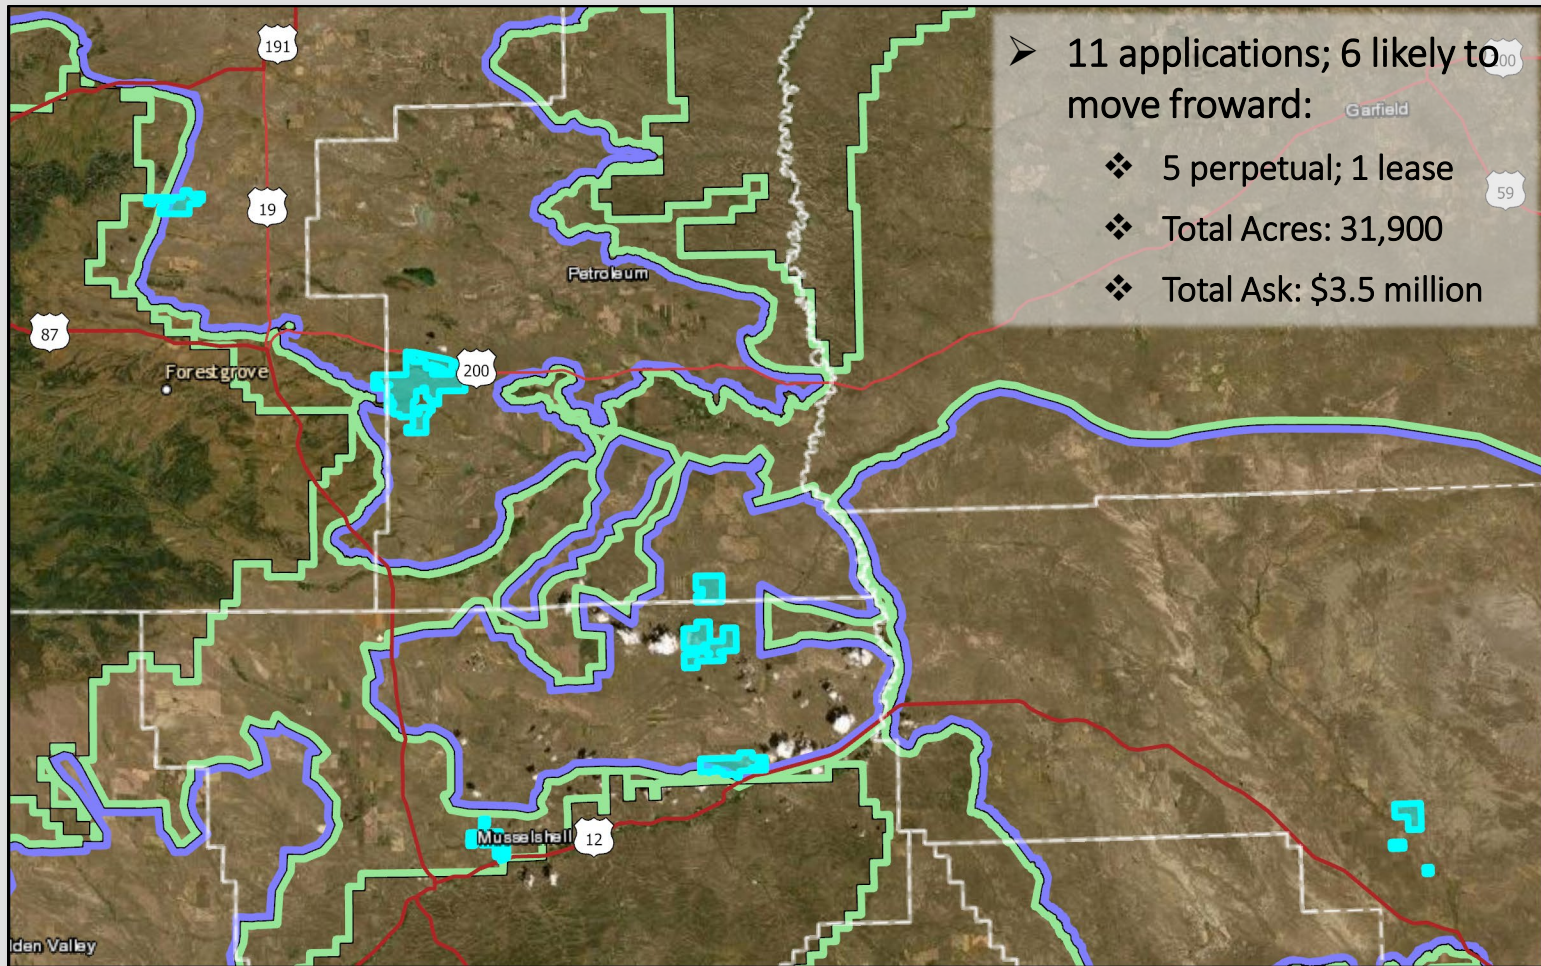 191
➤ 11 applications; 6 likely to
move froward:
❖ 5 perpetual; 1 lease
❖ Total Acres: 31,900
❖ Total Ask: $3.5 million
Garfield
59
19
Petroleum
87
Forestgrove
200
Musselshell
12
lden Valley